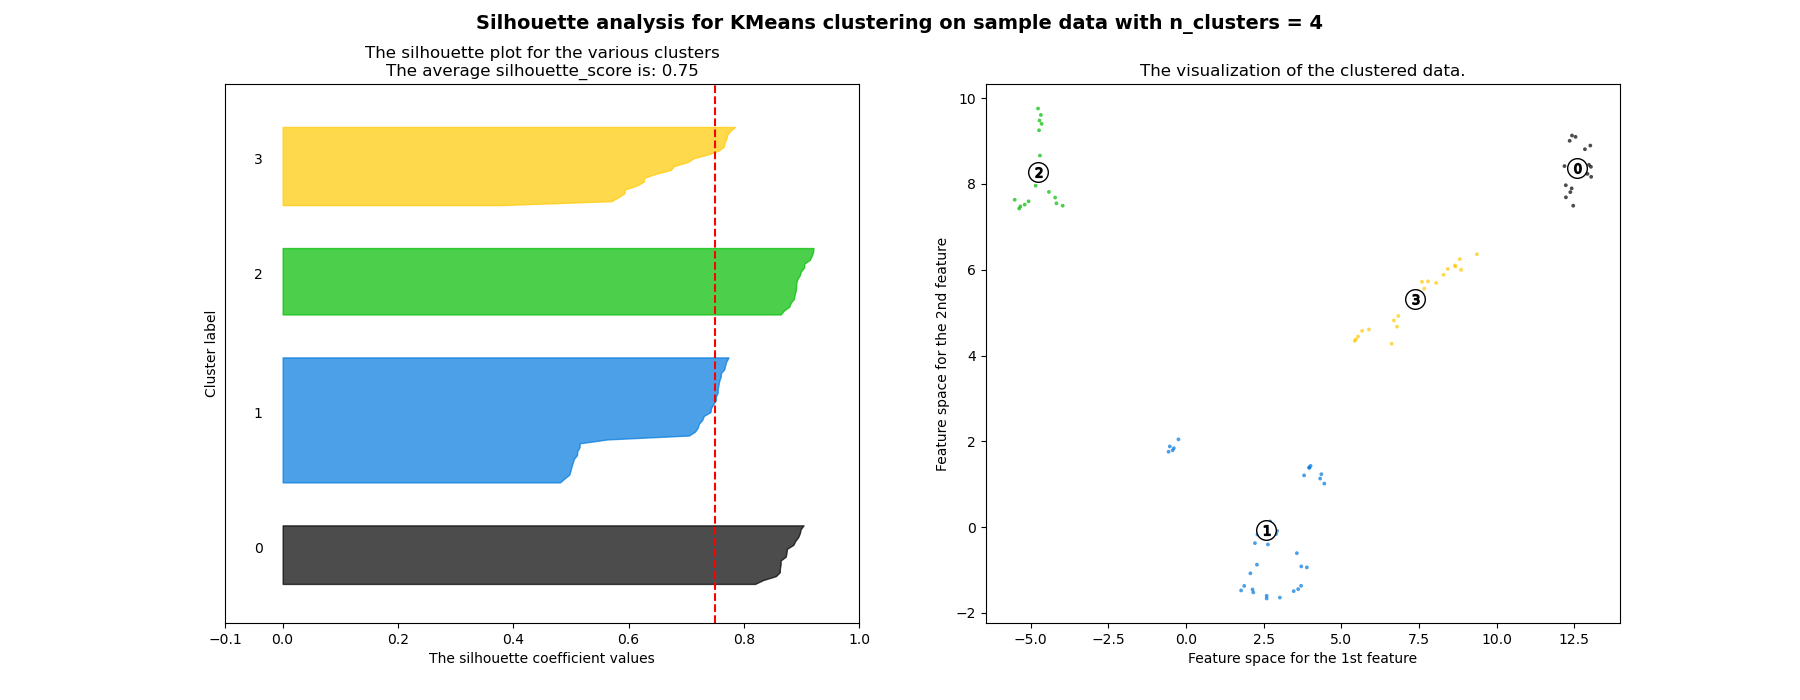 Silhouette analysis for KMeans clustering on sample data with n_clusters = 4
The silhouette plot for the various clusters
The average silhouette_score is: 0.75
Cluster label
3
2
1
0
−0.1 0.0 0.2 0.4 0.6 0.8 1.0
The silhouette coefficient values
The visualization of the clustered data.
Feature space for the 2nd feature
10
8
6
4
2
0
−2
2
0
3
1
−5.0 −2.5 0.0 2.5 5.0 7.5 10.0 12.5
Feature space for the 1st feature